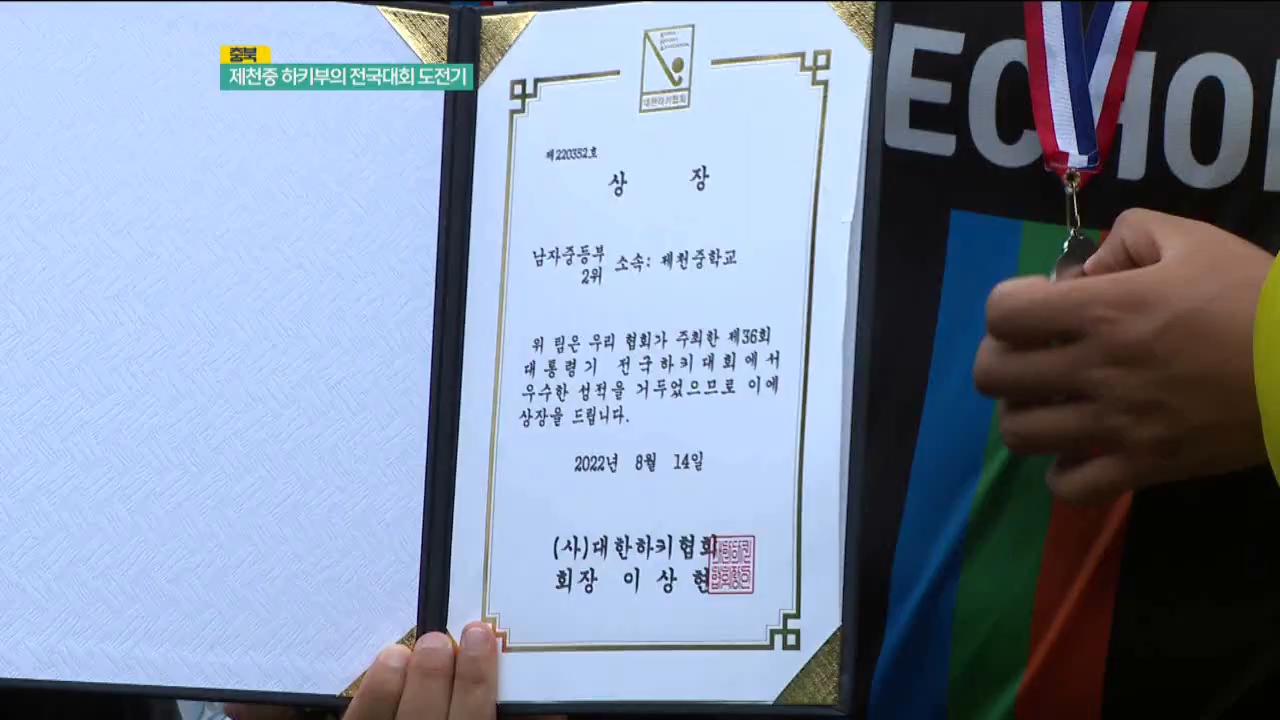 충북
제천중 하키부의 전국대회 도전기
대한하키협회
제220352호
상 장
남자중등부 소속: 제천중학교
2위
위 팀은 우리 협회가 주최한 제36회
대통령기 전국하키대회에서
우수한 성적을 거두었으므로 이에
상장을 드립니다.
2022년 8월 14일
(사)대한하키협회
회장 이상현
ECHO